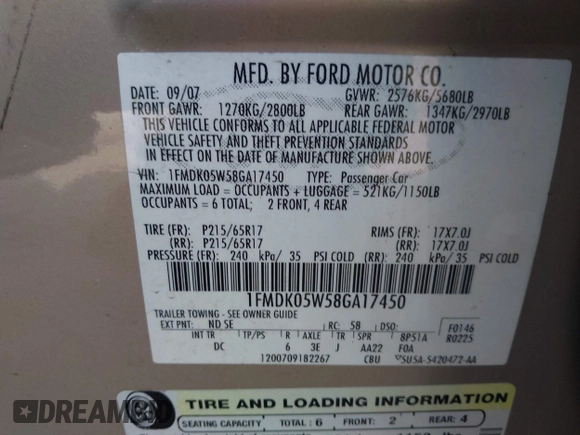 MFD. BY FORD MOTOR CO.
DATE: 09/07 GVWR: 2576KG/5680LB
FRONT GAWR: 1270KG/2800LB REAR GAWR: 1347KG/2970LB
THIS VEHICLE CONFORMS TO ALL APPLICABLE FEDERAL MOTOR
VEHICLE SAFETY AND THEFT PREVENTION STANDARDS
IN EFFECT ON THE DATE OF MANUFACTURE SHOWN ABOVE.
VIN: 1FMDK05W58GA17450 TYPE: Passenger Car
MAXIMUM LOAD = OCCUPANTS + LUGGAGE = 521KG/1150LB
OCCUPANTS = 6 TOTAL; 2 FRONT, 4 REAR
TIRE (FR): P215/65R17 RIMS (FR): 17X7.0J
(RR): P215/65R17 (RR): 17X7.0J
PRESSURE (FR): 240 kPa/ 35 PSI COLD (RR): 240 kPa/ 35 PSI COLD
1FMDK05W58GA17450
TRAILER TOWING - SEE OWNER GUIDE
EXT PNT: ND SE RC: 58 DSO: F0146
INT TR TP/PS R AXLE TR SPR BP51A R0225
DC 6 3E J AA22 F0A
1200709182267 CBU 5U5A-5420472-AA
TIRE AND LOADING INFORMATION
SEATING CAPACITY TOTAL: 6 FRONT: 2 REAR: 4